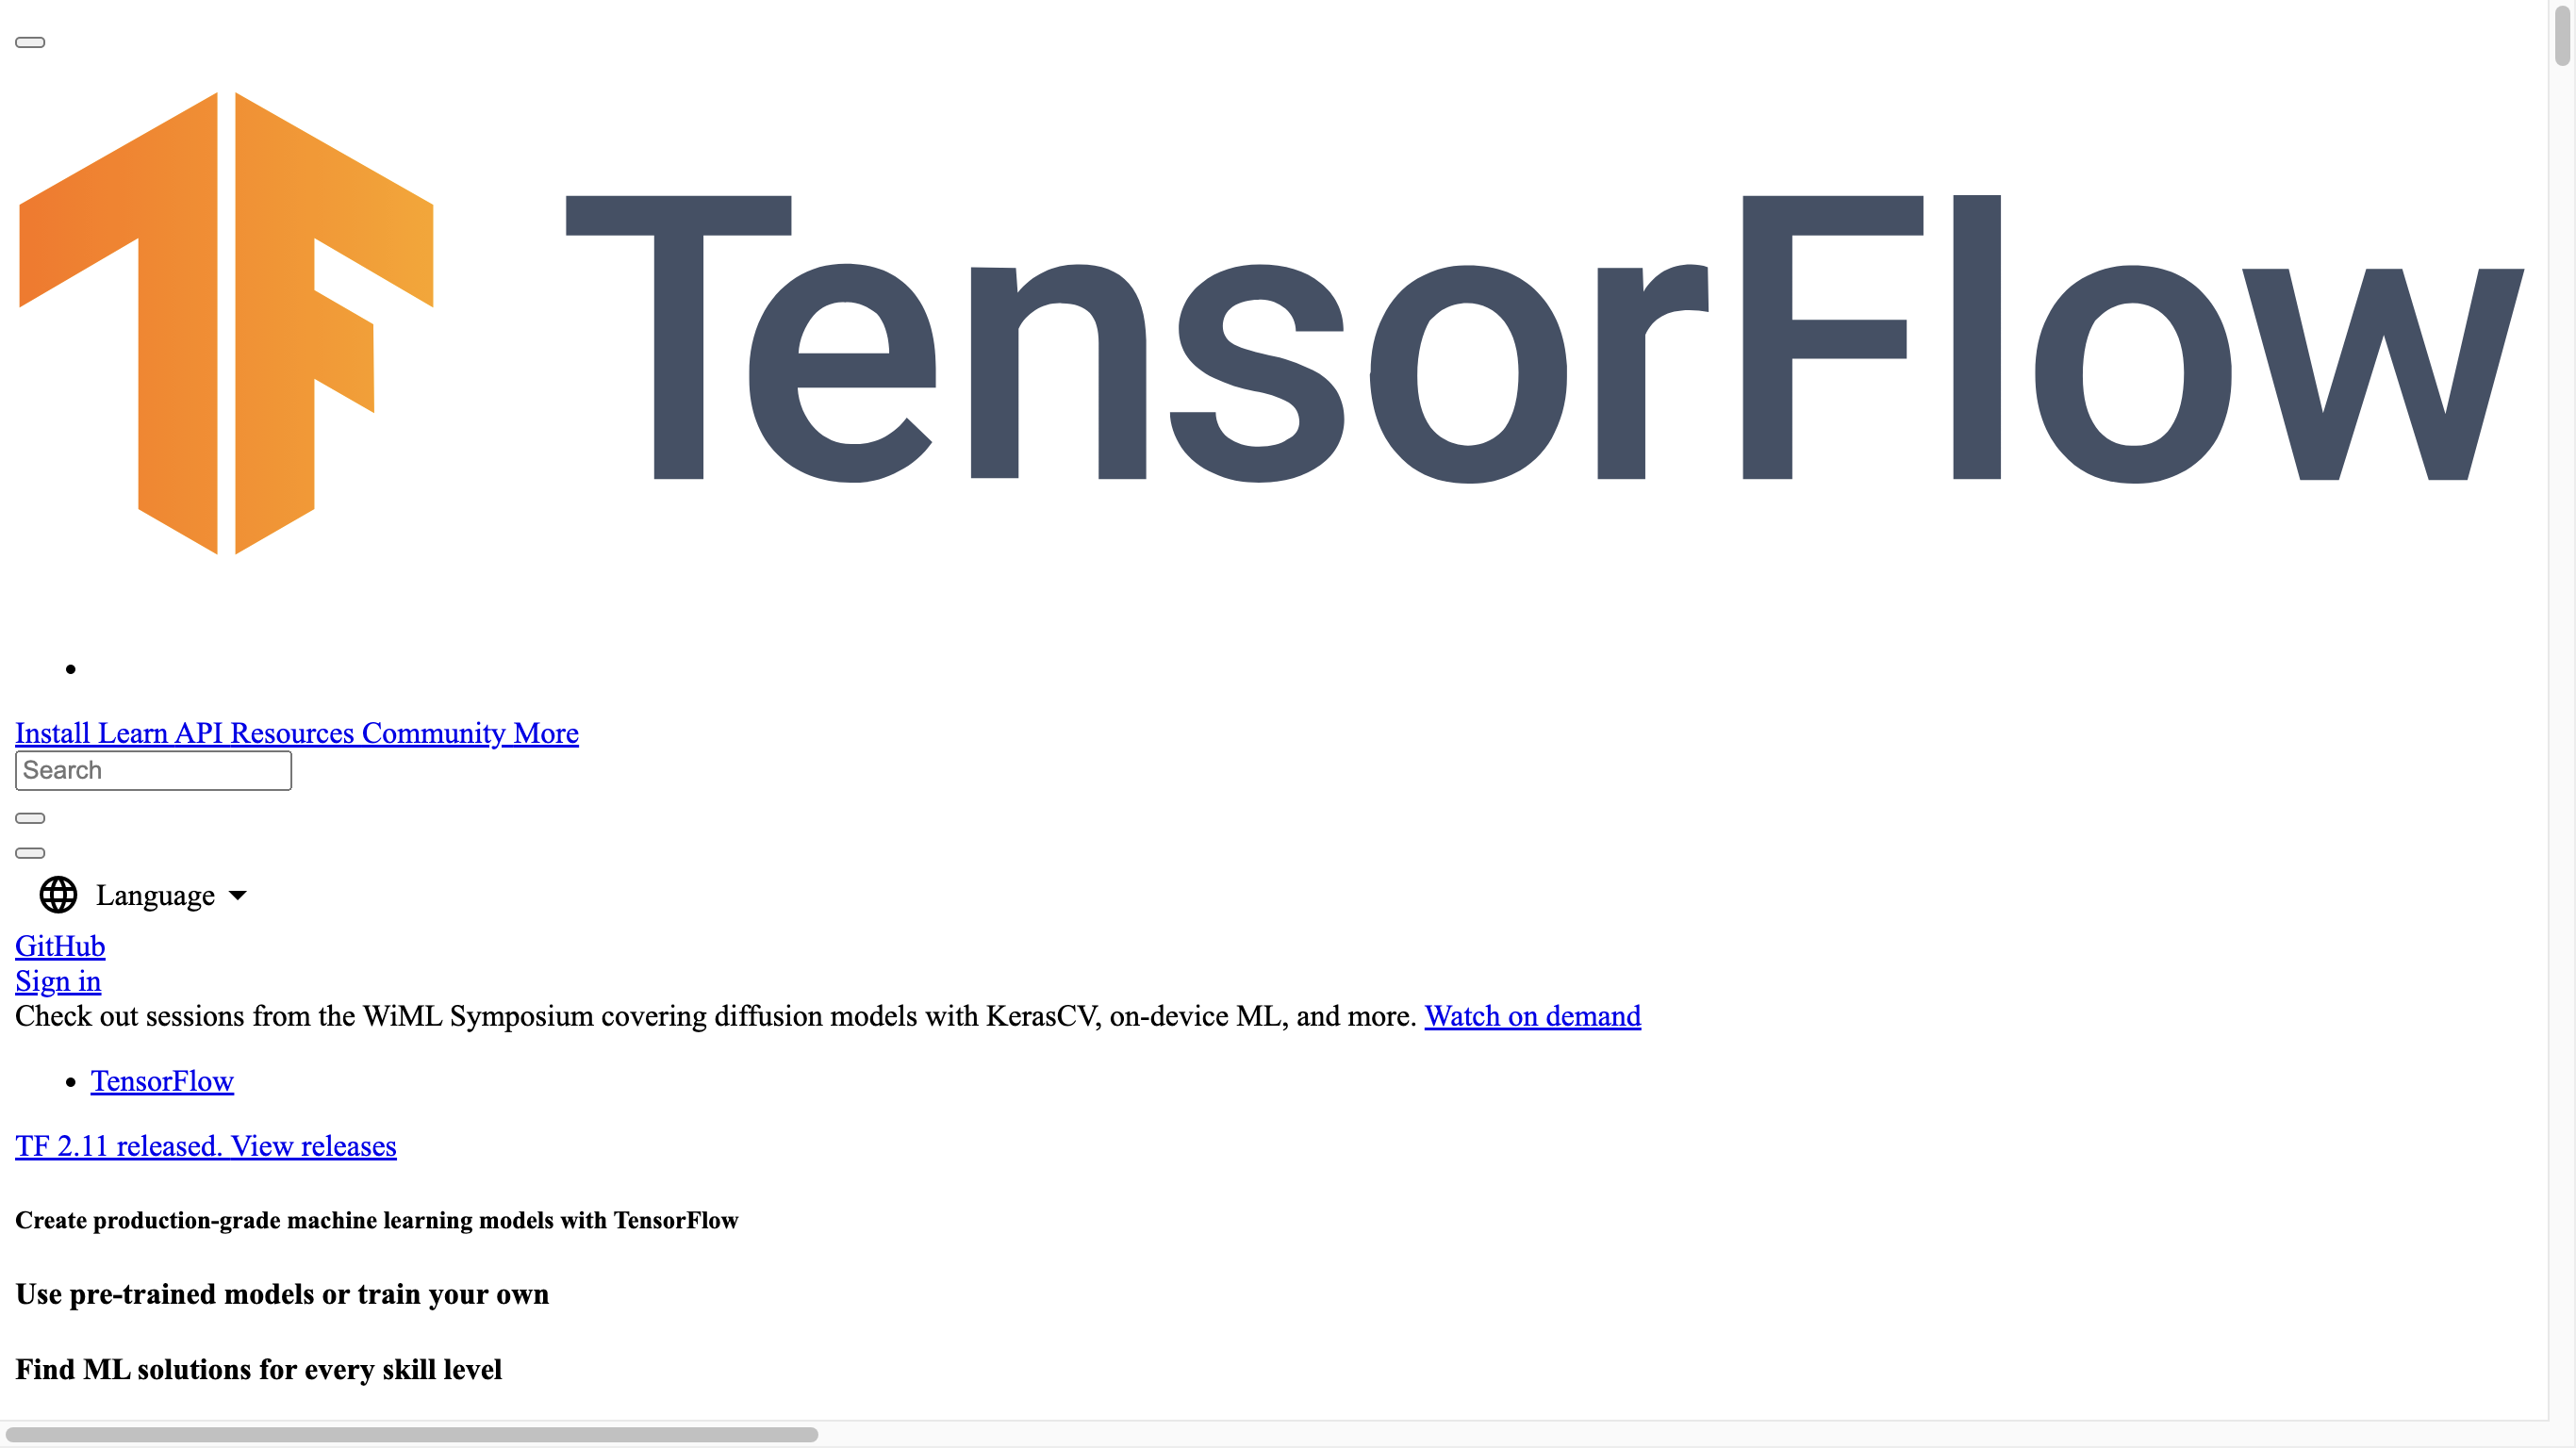 TensorFlow
Install Learn API Resources Community More
Search
Language
GitHub
Sign in
Check out sessions from the WiML Symposium covering diffusion models with KerasCV, on-device ML, and more. Watch on demand
TensorFlow
TF 2.11 released. View releases
Create production-grade machine learning models with TensorFlow
Use pre-trained models or train your own
Find ML solutions for every skill level